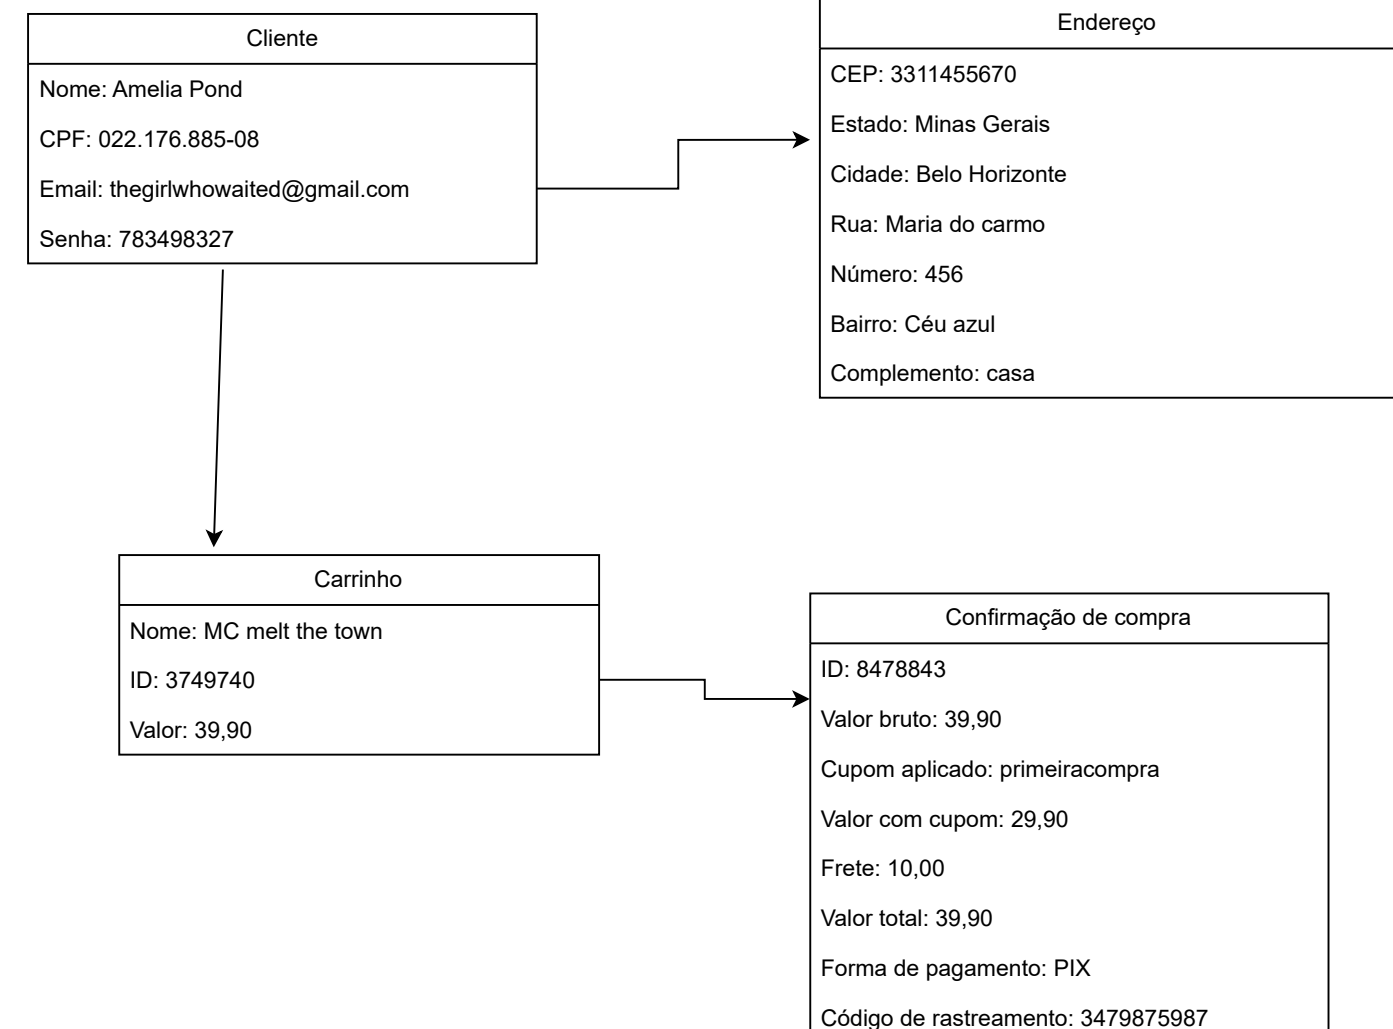 Cliente
Nome: Amelia Pond
CPF: 022.176.885-08
Email: thegirlwhowaited@gmail.com
Senha: 783498327
Endereço
CEP: 3311455670
Estado: Minas Gerais
Cidade: Belo Horizonte
Rua: Maria do carmo
Número: 456
Bairro: Céu azul
Complemento: casa
Carrinho
Nome: MC melt the town
ID: 3749740
Valor: 39,90
Confirmação de compra
ID: 8478843
Valor bruto: 39,90
Cupom aplicado: primeiracompra
Valor com cupom: 29,90
Frete: 10,00
Valor total: 39,90
Forma de pagamento: PIX
Código de rastreamento: 3479875987